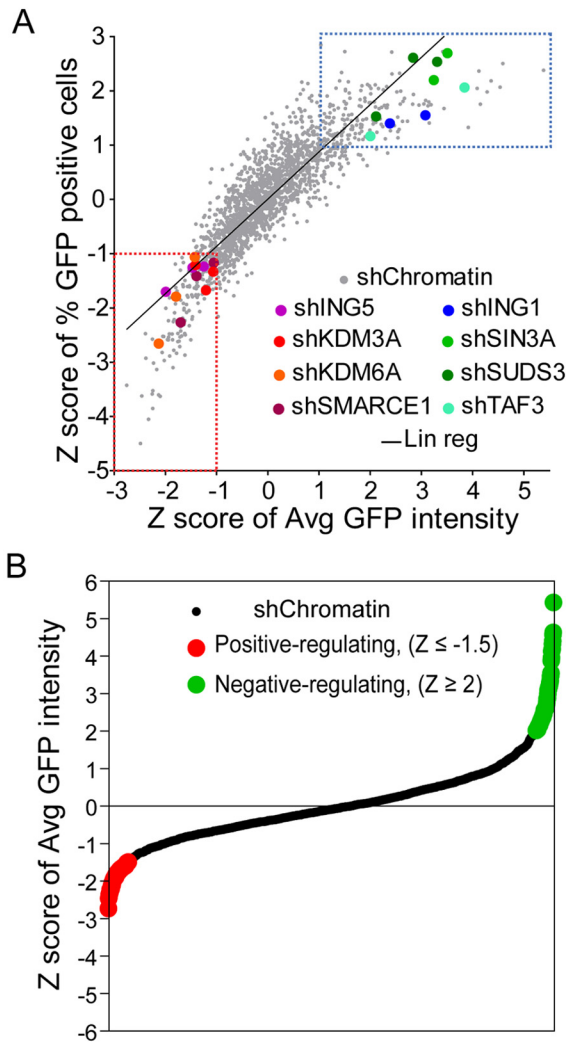 A
Z score of % GFP positive cells
3
2
1
0
-1
-2
-3
-4
-5
shChromatin
shING5 shING1
shKDM3A shSIN3A
shKDM6A shSUDS3
shSMARCE1 shTAF3
Lin reg
-3 -2 -1 0 1 2 3 4 5
Z score of Avg GFP intensity
B
Z score of Avg GFP intensity
6
5
4
3
2
1
0
-1
-2
-3
-4
-5
-6
shChromatin
Positive-regulating, (Z ≤ -1.5)
Negative-regulating, (Z ≥ 2)